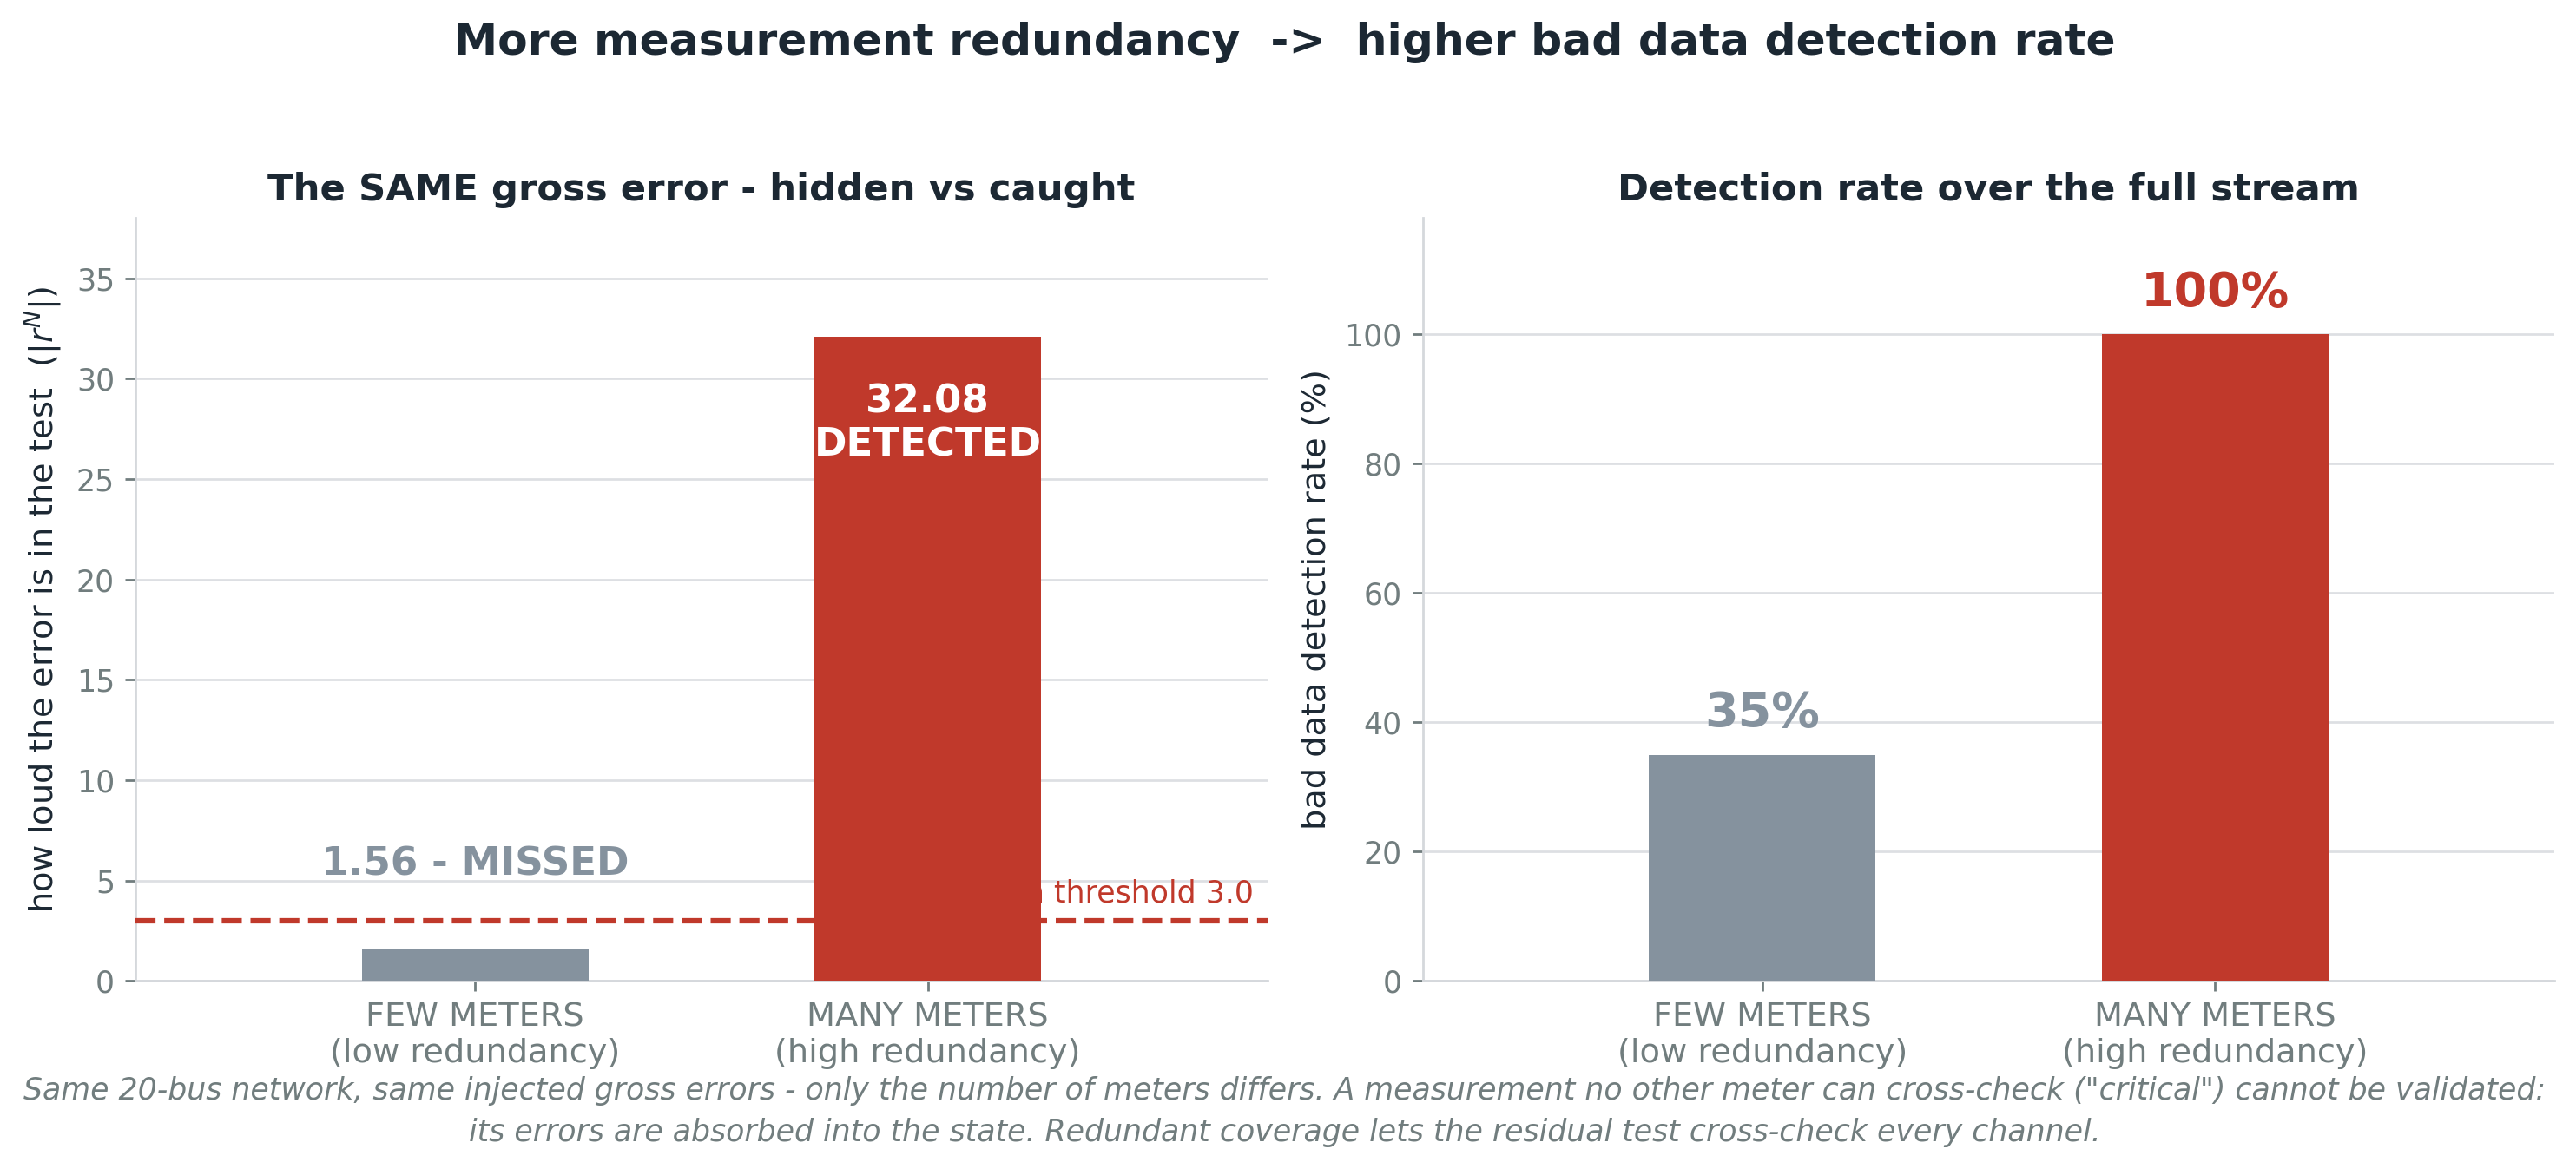 More measurement redundancy -> higher bad data detection rate
The SAME gross error - hidden vs caught
how loud the error is in the test (|r^N|)
35
30
25
20
15
10
5
0
32.08
DETECTED
1.56 - MISSED
threshold 3.0
FEW METERS
(low redundancy)
MANY METERS
(high redundancy)
Detection rate over the full stream
bad data detection rate (%)
100
80
60
40
20
0
35%
100%
FEW METERS
(low redundancy)
MANY METERS
(high redundancy)
Same 20-bus network, same injected gross errors - only the number of meters differs. A measurement no other meter can cross-check ("critical") cannot be validated:
its errors are absorbed into the state. Redundant coverage lets the residual test cross-check every channel.